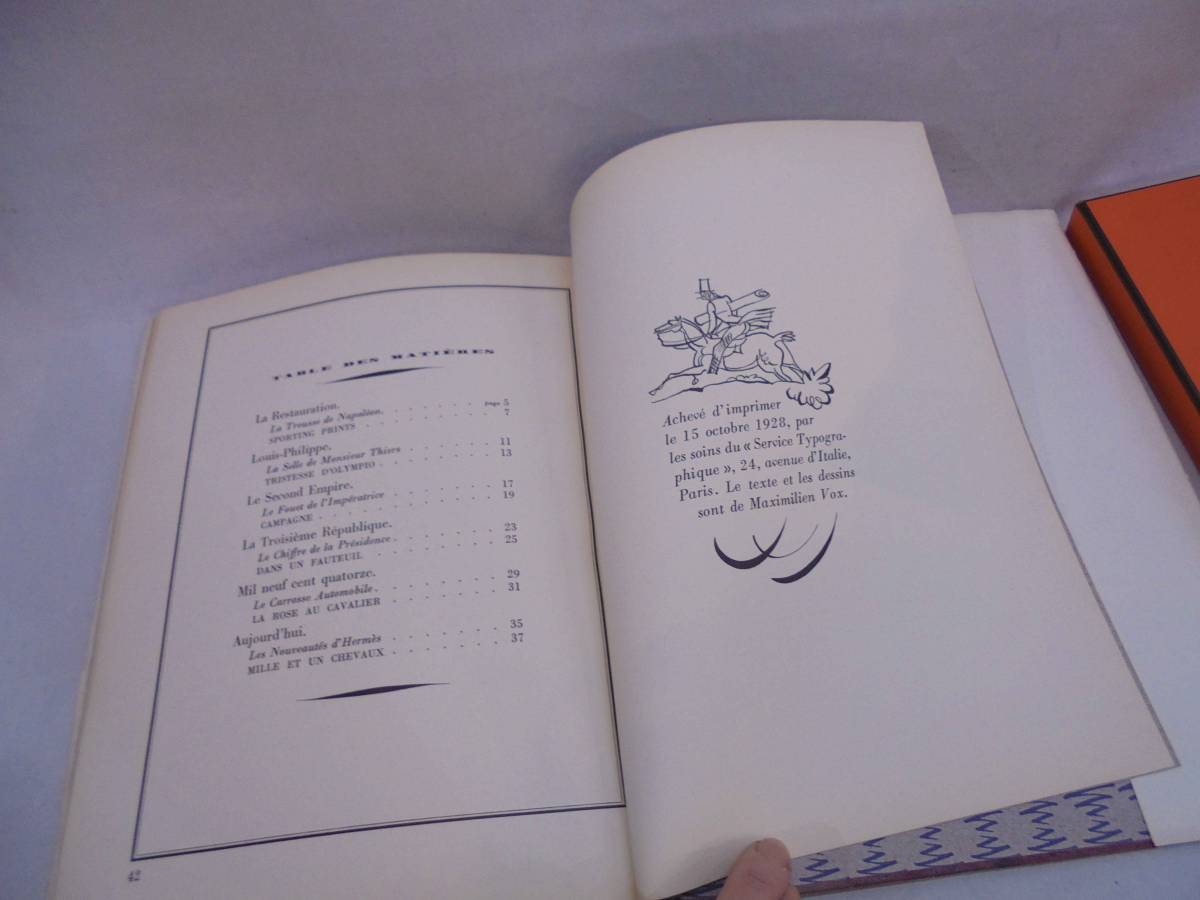 TABLE DES MATIÈRES
La Restauration. . . . . . . page 5
La Trousse de Napoléon. . . . . . . 7
SPORTING PRINTS . . . . . . .
Louis-Philippe.
La Selle de Monsieur Thiers . . . . . . . 11
TRISTESSE D'OLYMPIO . . . . . . . 13
Le Second Empire.
Le Fouet de l'Impératrice . . . . . . . 17
CAMPAGNE . . . . . . . 19
La Troisième République.
Le Chiffre de la Présidence . . . . . . . 23
DANS UN FAUTEUIL . . . . . . . 25
Mil neuf cent quatorze.
Le Carrosse Automobile . . . . . . . 29
LA ROSE AU CAVALIER . . . . . . . 31
Aujourd'hui.
Les Nouveautés d'Hermès . . . . . . . 35
MILLE ET UN CHEVAUX . . . . . . . 37
42
Achevé d'imprimer
le 15 octobre 1928, par
les soins du « Service Typogra-
phique », 24, avenue d'Italie,
Paris. Le texte et les dessins
sont de Maximilien Vox.